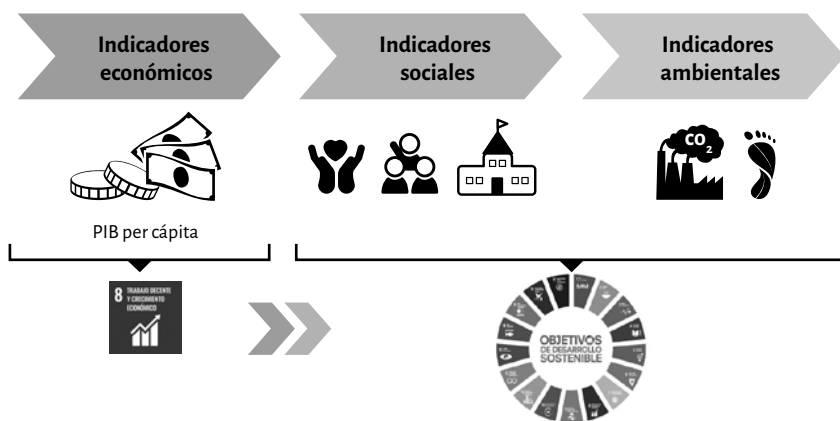 Indicadores
económicos
Indicadores
sociales
Indicadores
ambientales
CO2
PIB per cápita
8 TRABAJO DECENTE
Y CRECIMIENTO
ECONÓMICO
OBJETIVOS
DE DESARROLLO
SOSTENIBLE